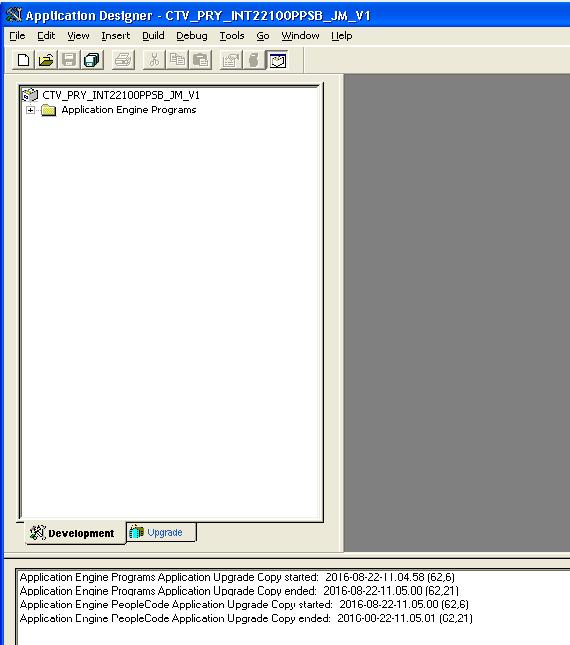 Application Designer - CTV_PRY_INT22100PPSB_JM_V1
File Edit View Insert Build Debug Tools Go Window Help
CTV_PRY_INT22100PPSB_JM_V1
Application Engine Programs
Development Upgrade
Application Engine Programs Application Upgrade Copy started: 2016-08-22-11.04.58 (62,6)
Application Engine Programs Application Upgrade Copy ended: 2016-08-22-11.05.00 (62,21)
Application Engine PeopleCode Application Upgrade Copy started: 2016-08-22-11.05.00 (62,6)
Application Engine PeopleCode Application Upgrade Copy ended: 2016-08-22-11.05.01 (62,21)